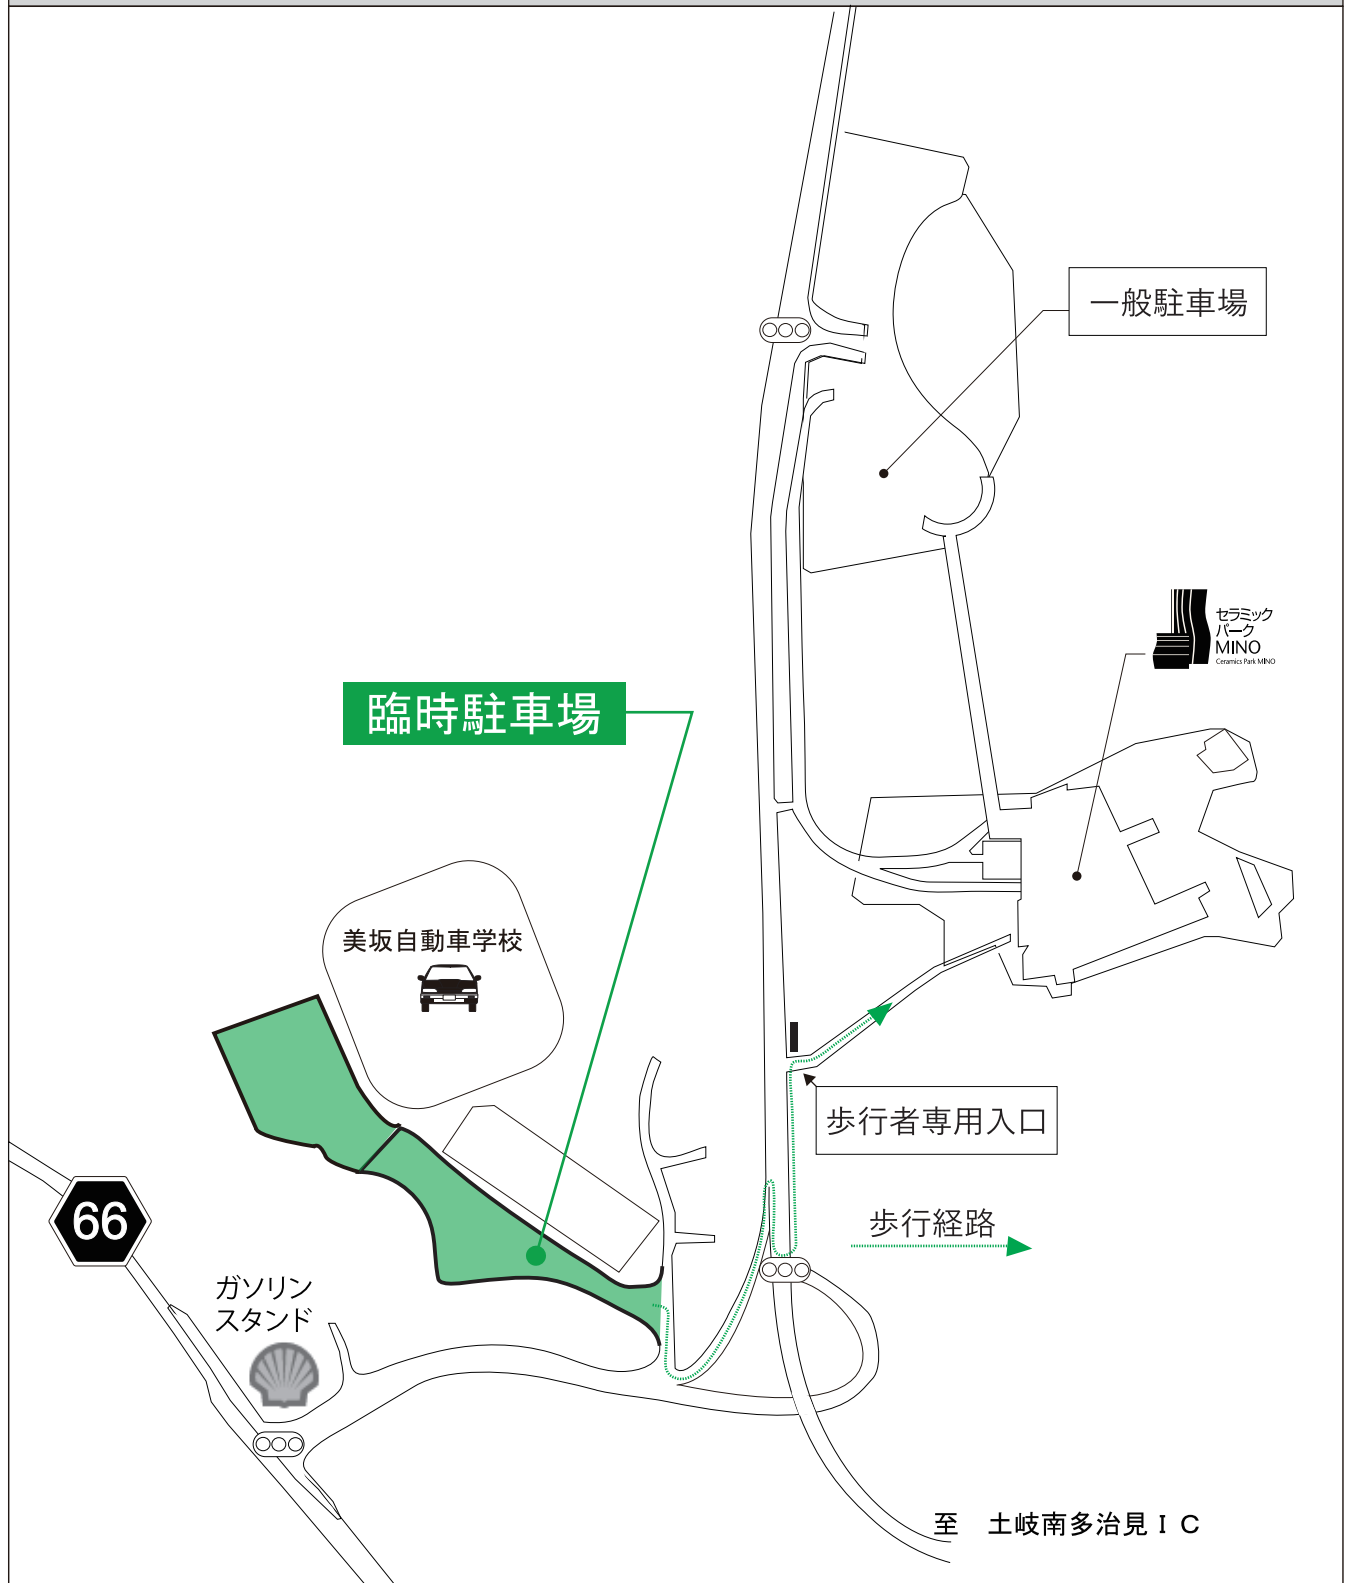 一般駐車場
セラミック
パーク
MINO
Ceramics Park MINO
臨時駐車場
美坂自動車学校
歩行者専用入口
歩行経路
66
ガソリン
スタンド
至　土岐南多治見ＩＣ